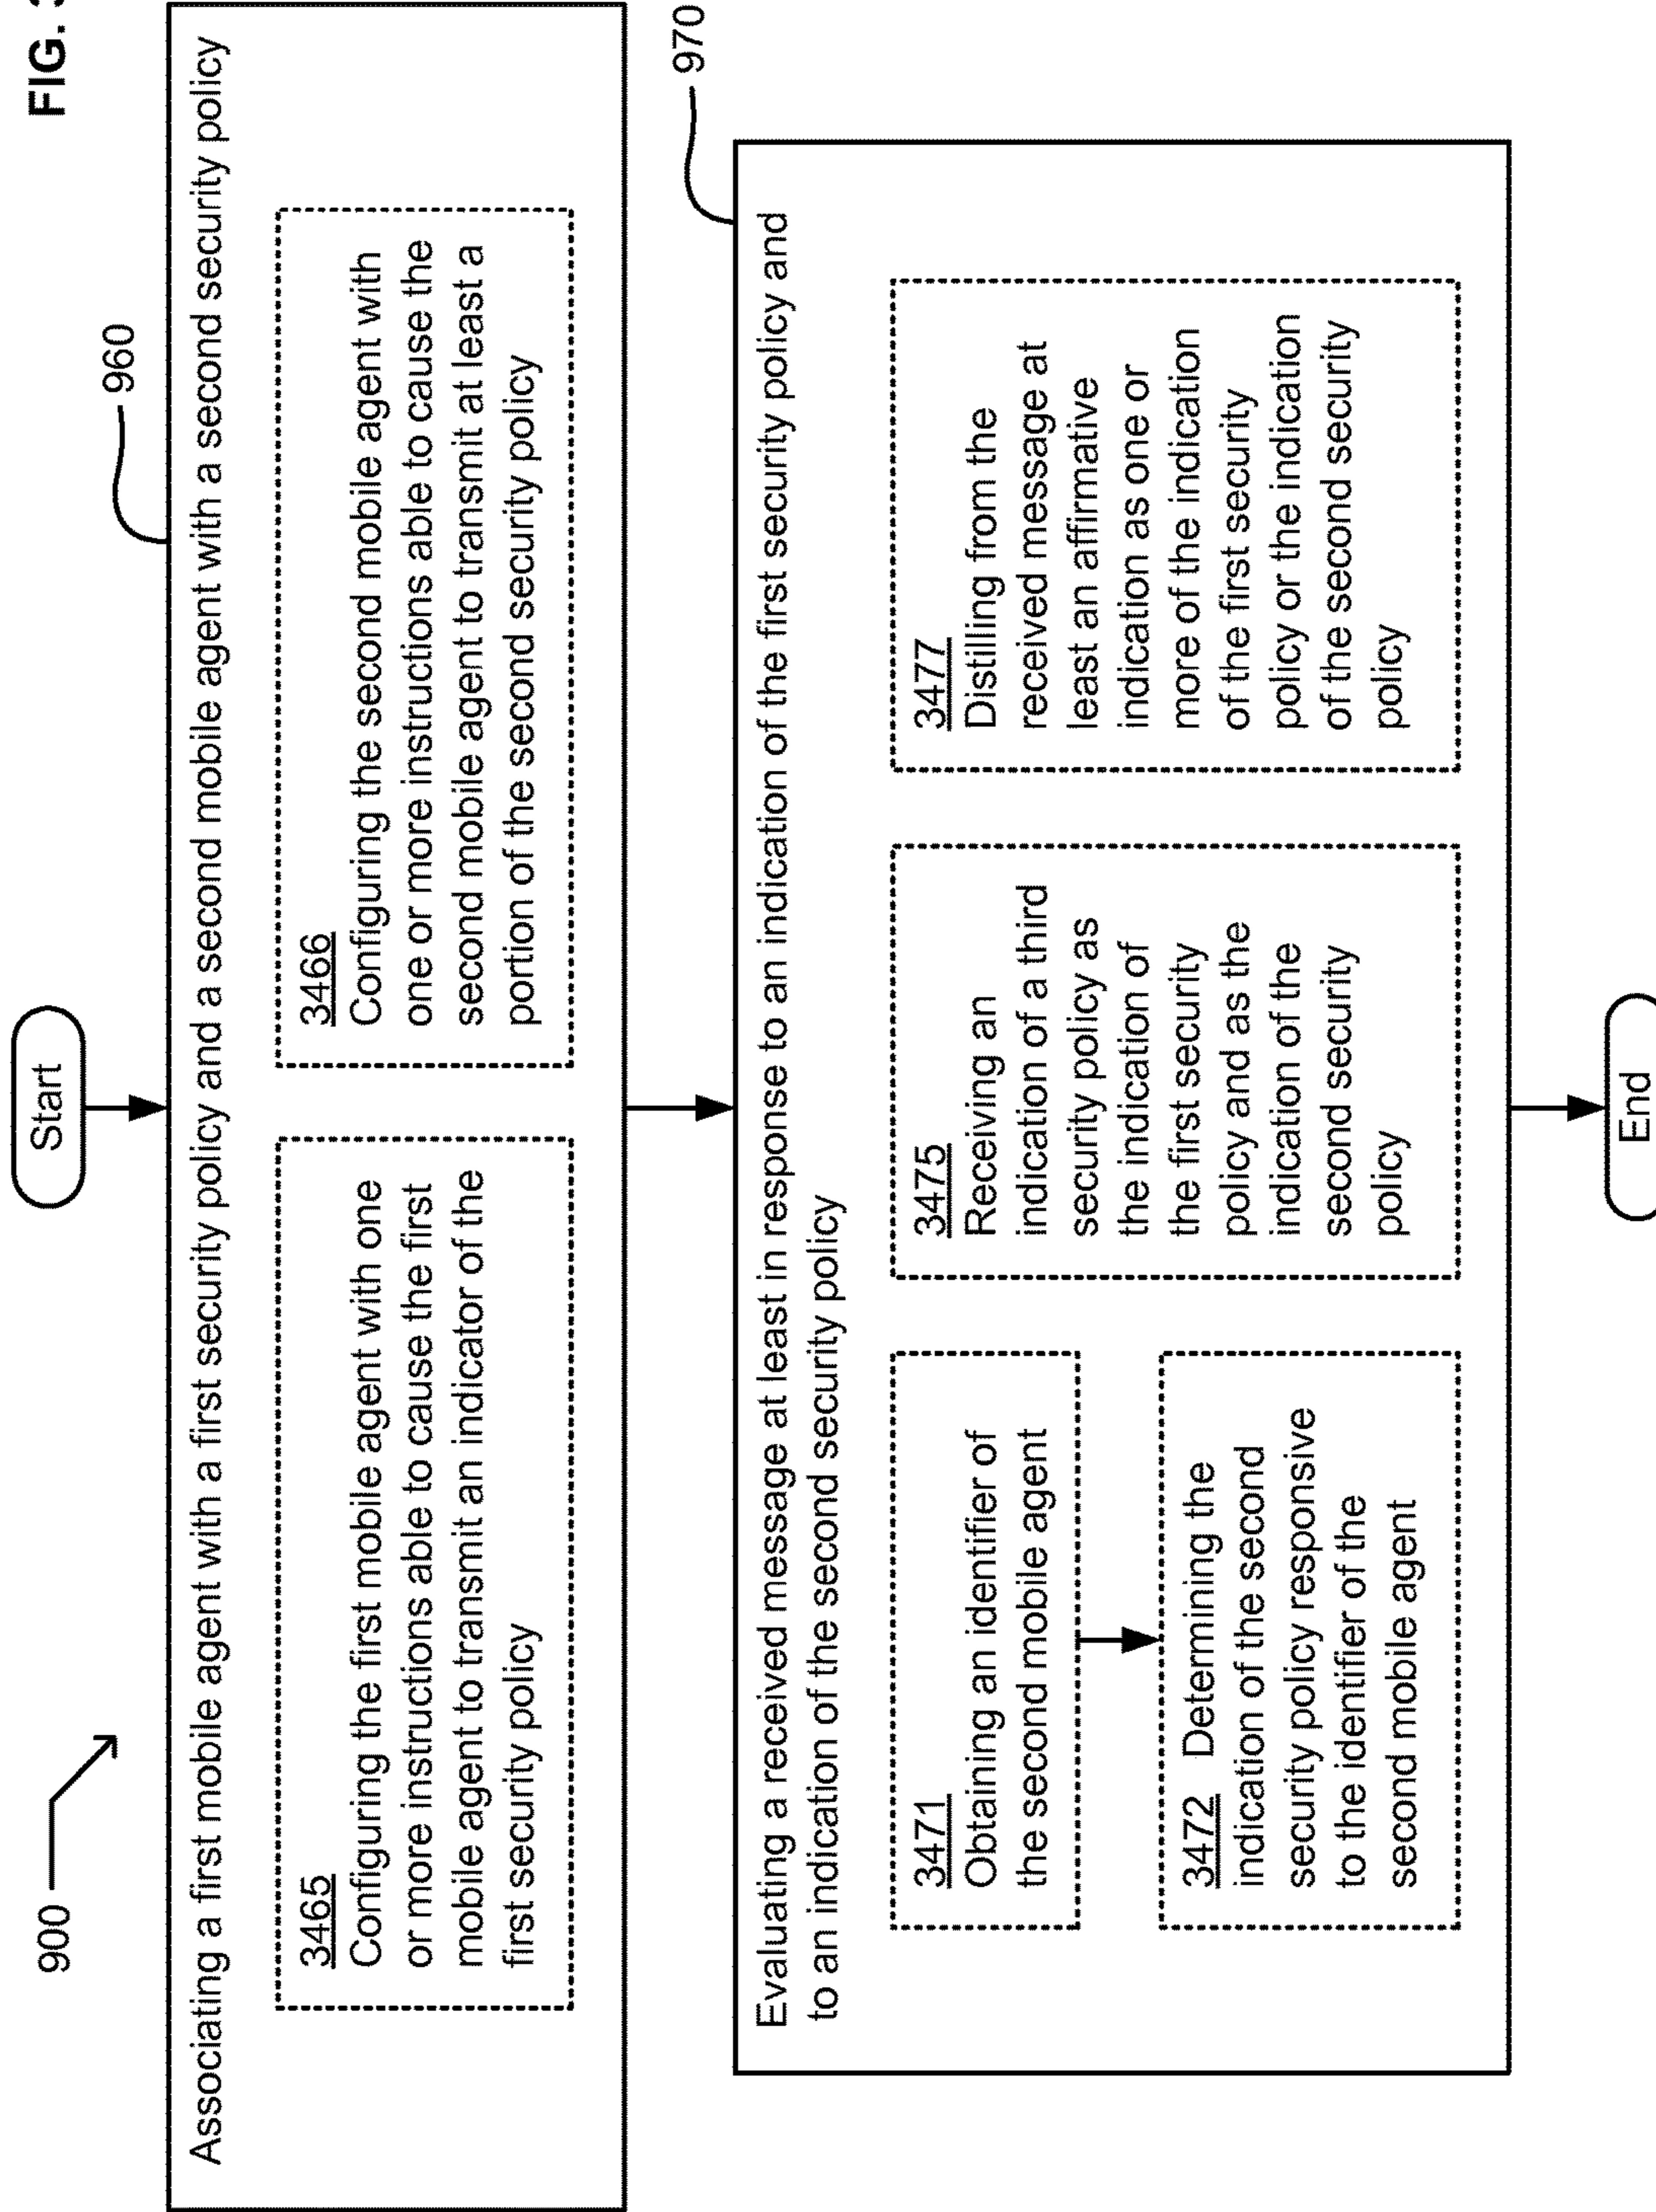 FIG. 3
900
Start
960
Associating a first mobile agent with a first security policy and a second mobile agent with a second security policy
3465
Configuring the first mobile agent with one
or more instructions able to cause the first
mobile agent to transmit an indicator of the
first security policy
3466
Configuring the second mobile agent with
one or more instructions able to cause the
second mobile agent to transmit at least a
portion of the second security policy
970
Evaluating a received message at least in response to an indication of the first security policy and
to an indication of the second security policy
3471
Obtaining an identifier of
the second mobile agent
3472 Determining the
indication of the second
security policy responsive
to the identifier of the
second mobile agent
3475
Receiving an
indication of a third
security policy as
the indication of
the first security
policy and as the
indication of the
second security
policy
3477
Distilling from the
received message at
least an affirmative
indication as one or
more of the indication
of the first security
policy or the indication
of the second security
policy
End